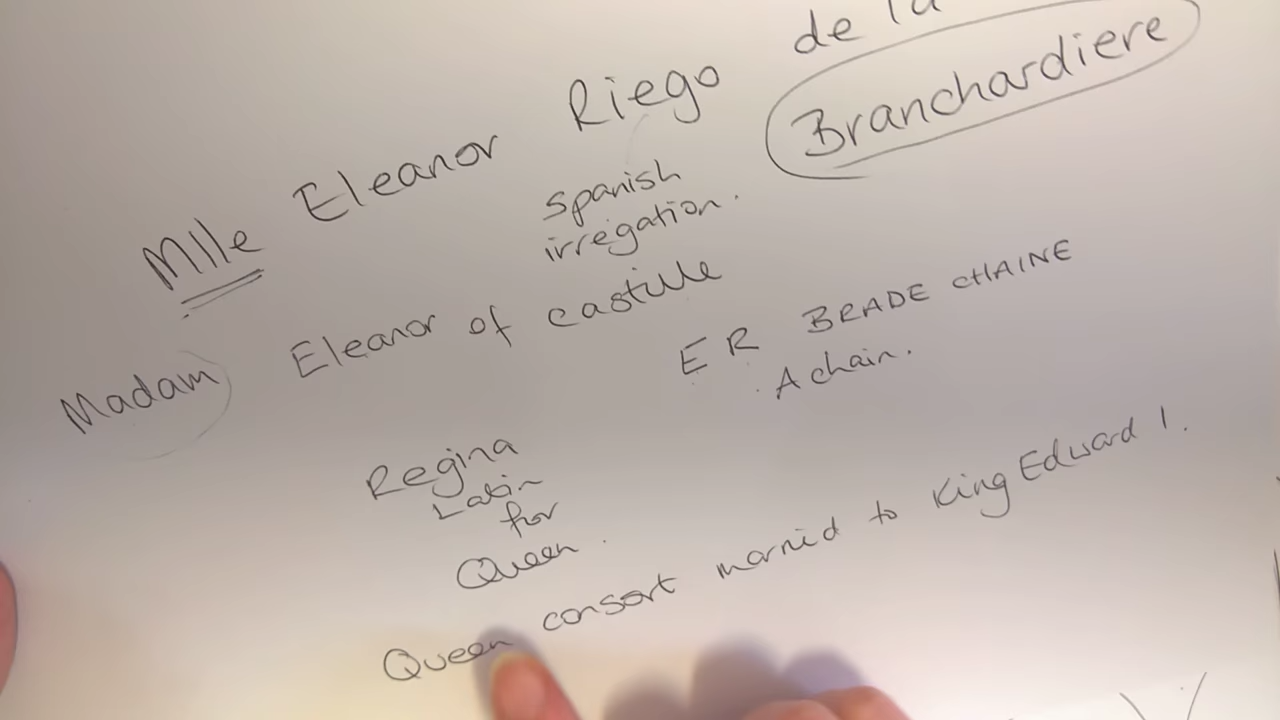 Mlle Eleanor Riego de la
Branchardiere
Spanish
irregation.
Madam Eleanor of castille
ER BRADE CHAINE
A chain.
Regina
Latin
for
Queen.
Queen consort married to King Edward 1.